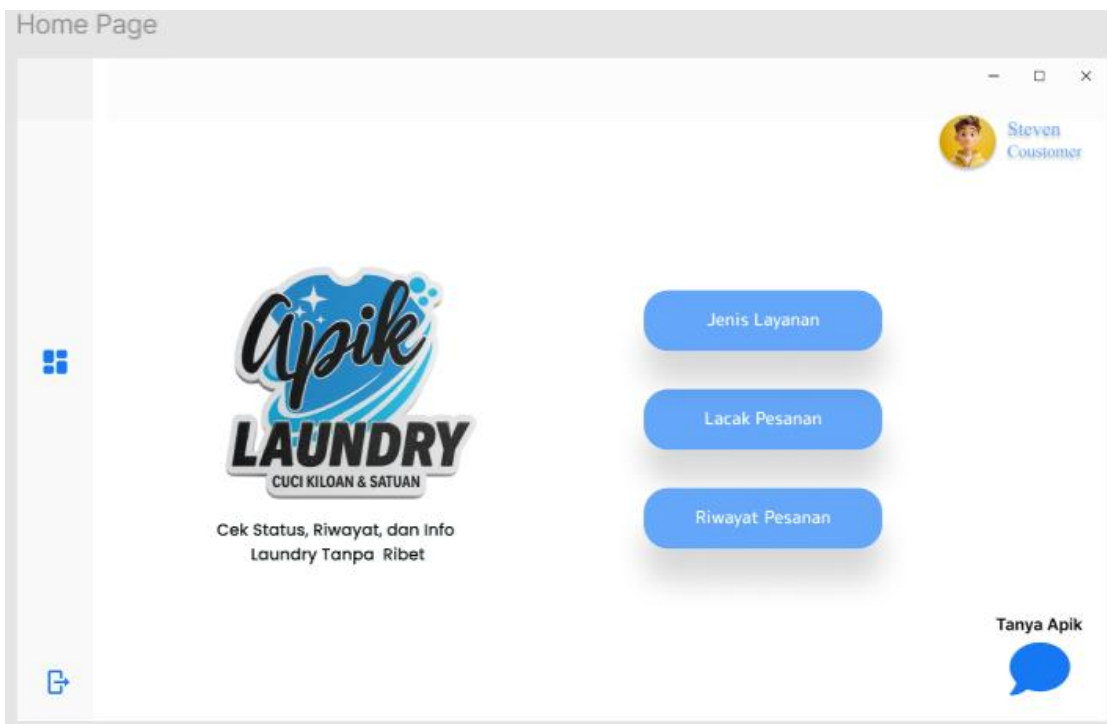 Home Page
Steven
Coustomer
apik
LAUNDRY
CUCI KILOAN & SATUAN
Cek Status, Riwayat, dan Info
Laundry Tanpa Ribet
Jenis Layanan
Lacak Pesanan
Riwayat Pesanan
Tanya Apik